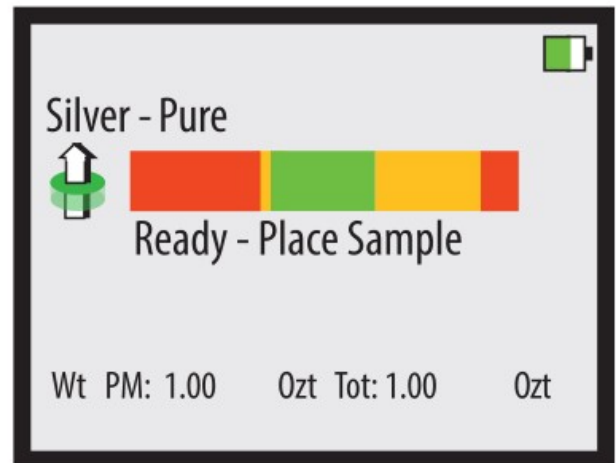 Silver - Pure
Ready - Place Sample
Wt PM: 1.00 Ozt Tot: 1.00 Ozt